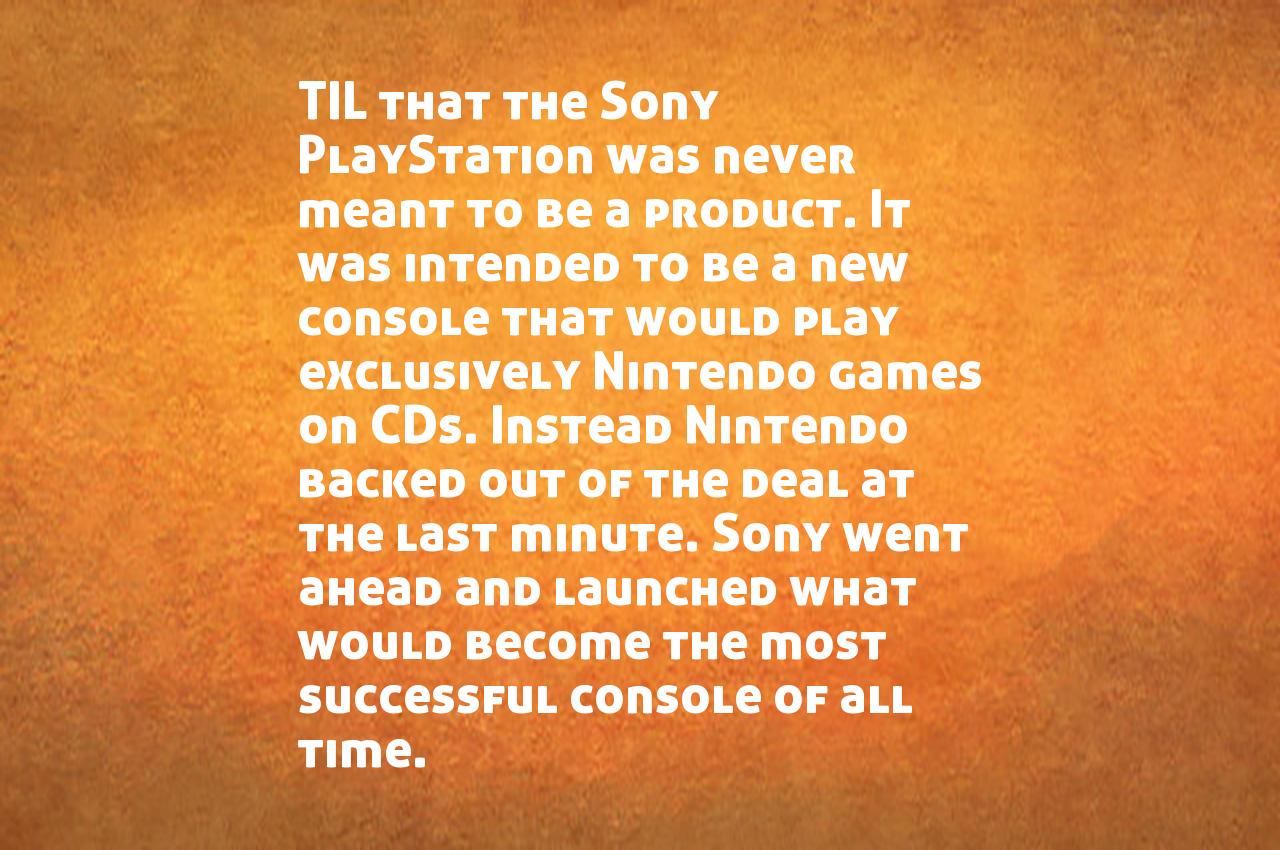 TIL that the Sony
PlayStation was never
meant to be a product. It
was intended to be a new
console that would play
exclusively Nintendo games
on CDs. Instead Nintendo
backed out of the deal at
the last minute. Sony went
ahead and launched what
would become the most
successful console of all
time.